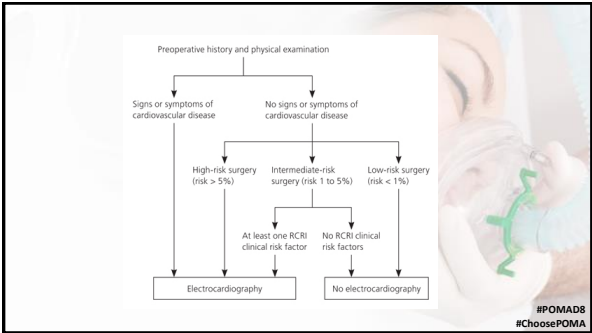 Preoperative history and physical examination
Signs or symptoms of
cardiovascular disease
No signs or symptoms of
cardiovascular disease
High-risk surgery
(risk > 5%)
Intermediate-risk
surgery (risk 1 to 5%)
Low-risk surgery
(risk < 1%)
At least one RCRI
clinical risk factor
No RCRI clinical
risk factors
Electrocardiography
No electrocardiography
#POMAD8
#ChoosePOMA